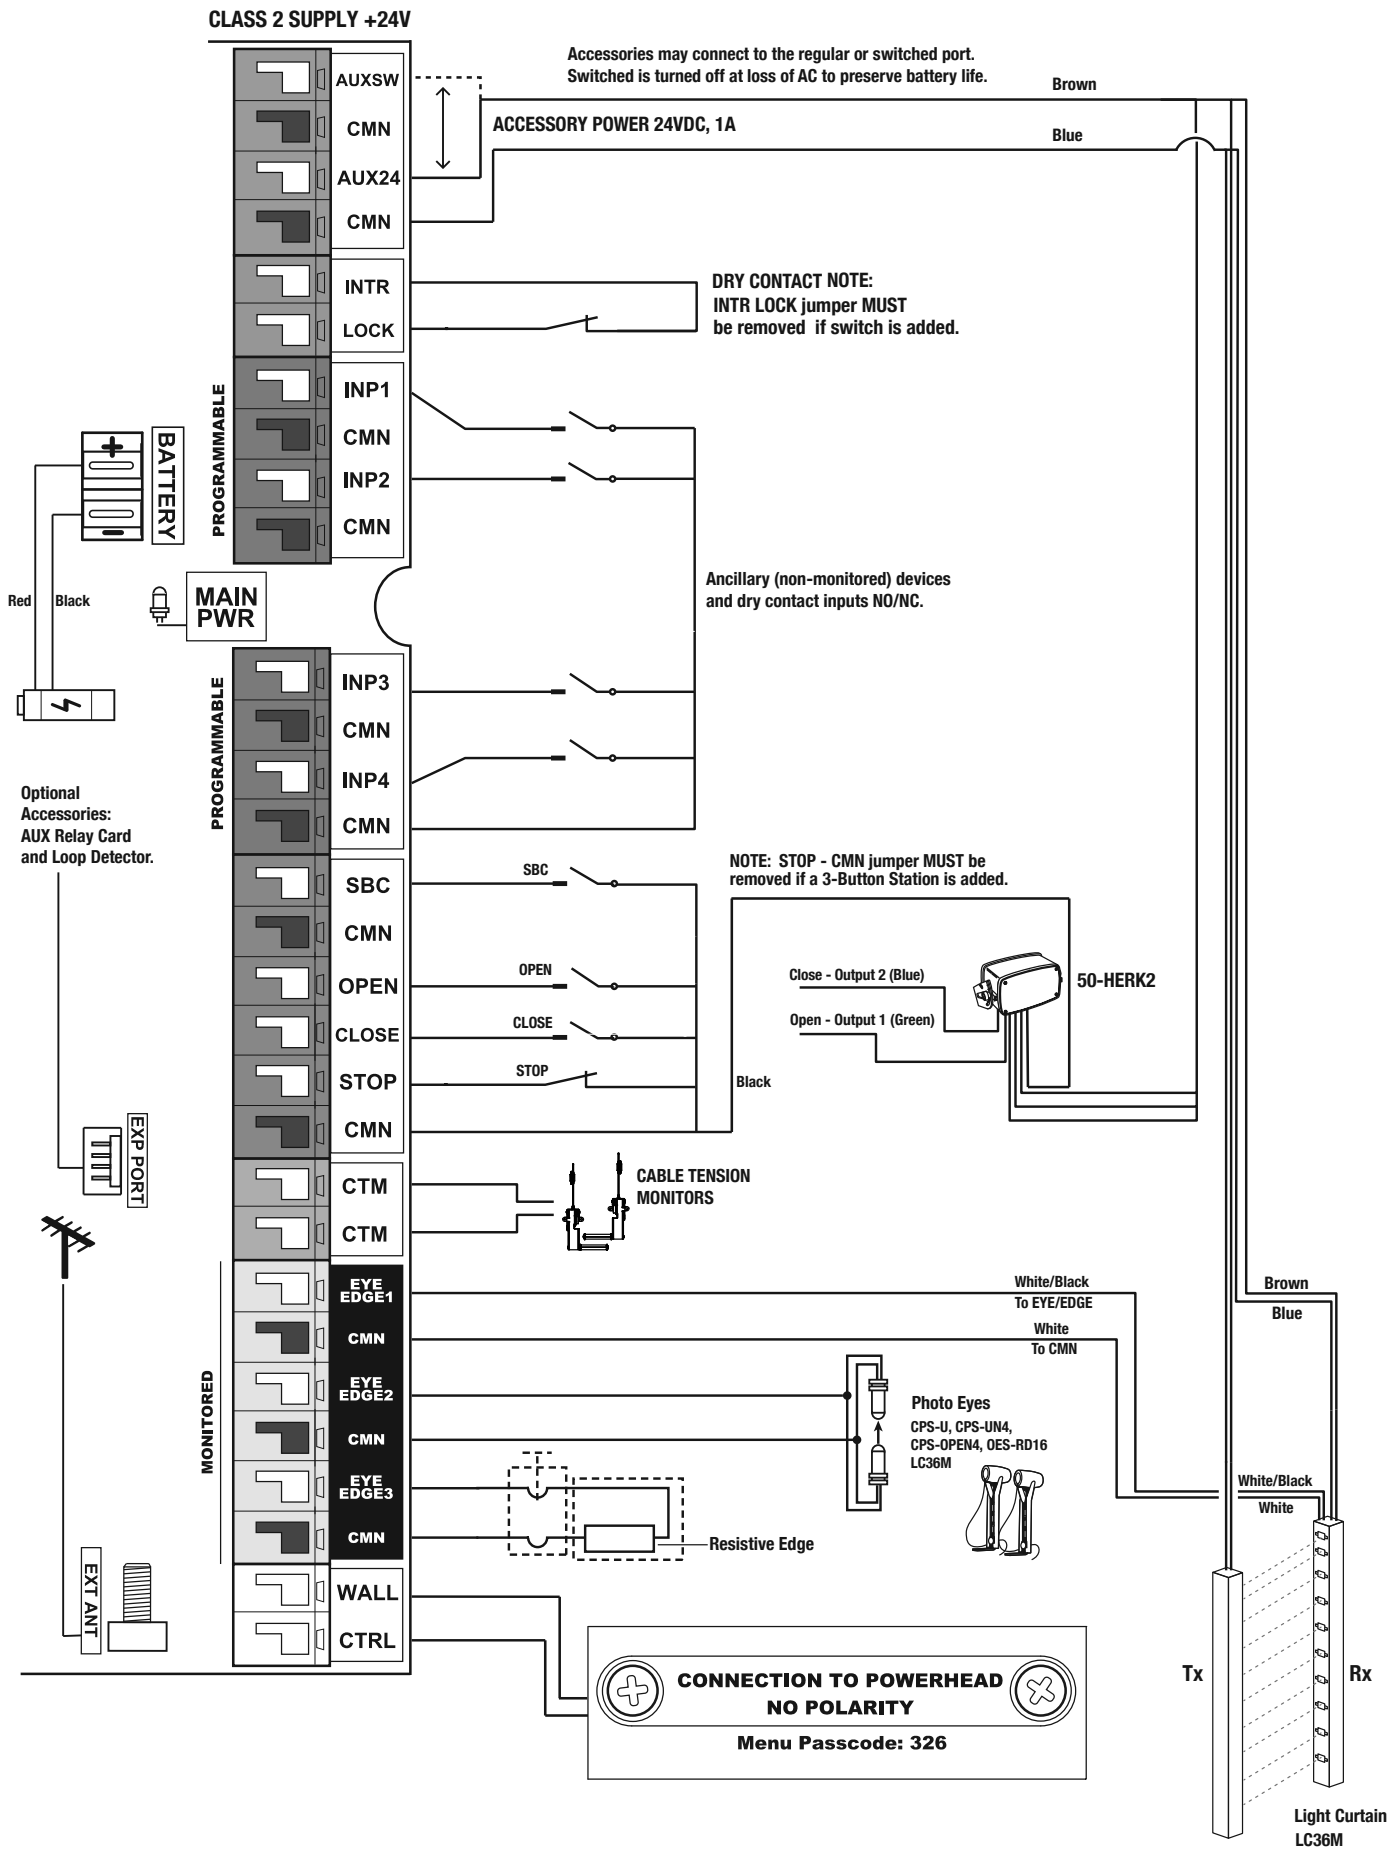 CLASS 2 SUPPLY +24V
Accessories may connect to the regular or switched port.
Switched is turned off at loss of AC to preserve battery life.
AUXSW
CMN
AUX24
CMN
ACCESSORY POWER 24VDC, 1A
Brown
Blue
INTR
LOCK
DRY CONTACT NOTE:
INTR LOCK jumper MUST
be removed if switch is added.
PROGRAMMABLE
INP1
CMN
INP2
CMN
BATTERY
Red
Black
MAIN
PWR
Ancillary (non-monitored) devices
and dry contact inputs NO/NC.
PROGRAMMABLE
INP3
CMN
INP4
CMN
Optional
Accessories:
AUX Relay Card
and Loop Detector.
SBC
CMN
OPEN
CLOSE
STOP
CMN
SBC
OPEN
CLOSE
STOP
NOTE: STOP - CMN jumper MUST be
removed if a 3-Button Station is added.
Close - Output 2 (Blue)
Open - Output 1 (Green)
50-HERK2
Black
EXP PORT
CTM
CTM
CABLE TENSION
MONITORS
MONITORED
EYE
EDGE1
CMN
EYE
EDGE2
CMN
EYE
EDGE3
CMN
White/Black
To EYE/EDGE
White
To CMN
Brown
Blue
Photo Eyes
CPS-U, CPS-UN4,
CPS-OPEN4, OES-RD16
LC36M
White/Black
White
Resistive Edge
EXT ANT
WALL
CTRL
CONNECTION TO POWERHEAD
NO POLARITY
Menu Passcode: 326
Tx
Rx
Light Curtain
LC36M